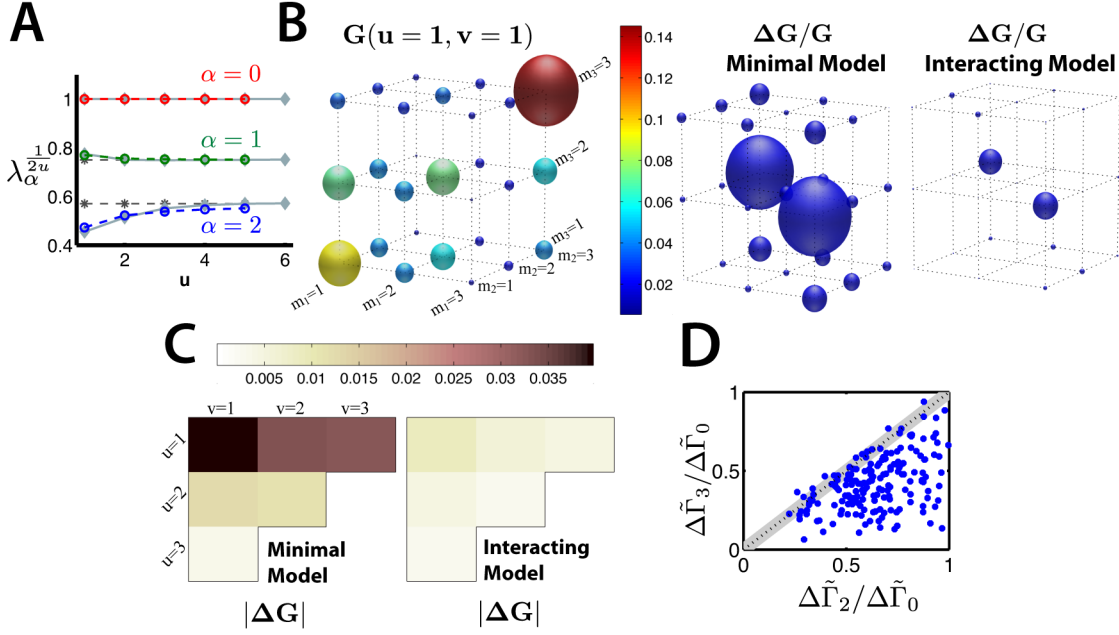 A
α = 0
α = 1
α = 2
λ_α^{1/2u}
1
0.8
0.6
0.4
2
4
6
u
B
G(u = 1, v = 1)
m₃=3
m₃=2
m₃=1
m₂=3
m₂=2
m₂=1
m₁=1
m₁=2
m₁=3
0.14
0.12
0.10
0.08
0.06
0.04
0.02
ΔG/G
Minimal Model
ΔG/G
Interacting Model
C
0.005
0.01
0.015
0.02
0.025
0.03
0.035
v=1
v=2
v=3
u=1
u=2
u=3
Minimal
Model
|ΔG|
Interacting
Model
|ΔG|
D
1
0.5
0
0
0.5
1
ΔΓ̃₃/ΔΓ̃₀
ΔΓ̃₂/ΔΓ̃₀